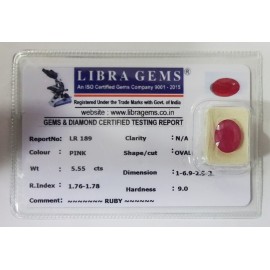 LIBRA GEMS
An ISO Certified Gems Company 9001 - 2015
Registered Under the Trade Marks with Govt. of India
website : www.libragems.co.in
GEMS & DIAMOND CERTIFIED TESTING REPORT
ReportNo: LR 189 Clarity : N/A
Colour : PINK Shape/cut : OVAL
Wt : 5.55 cts Dimension
R.Index : 1.76-1.78 Hardness : 9.0
Comment ~~~~~~~ RUBY ~~~~~~~